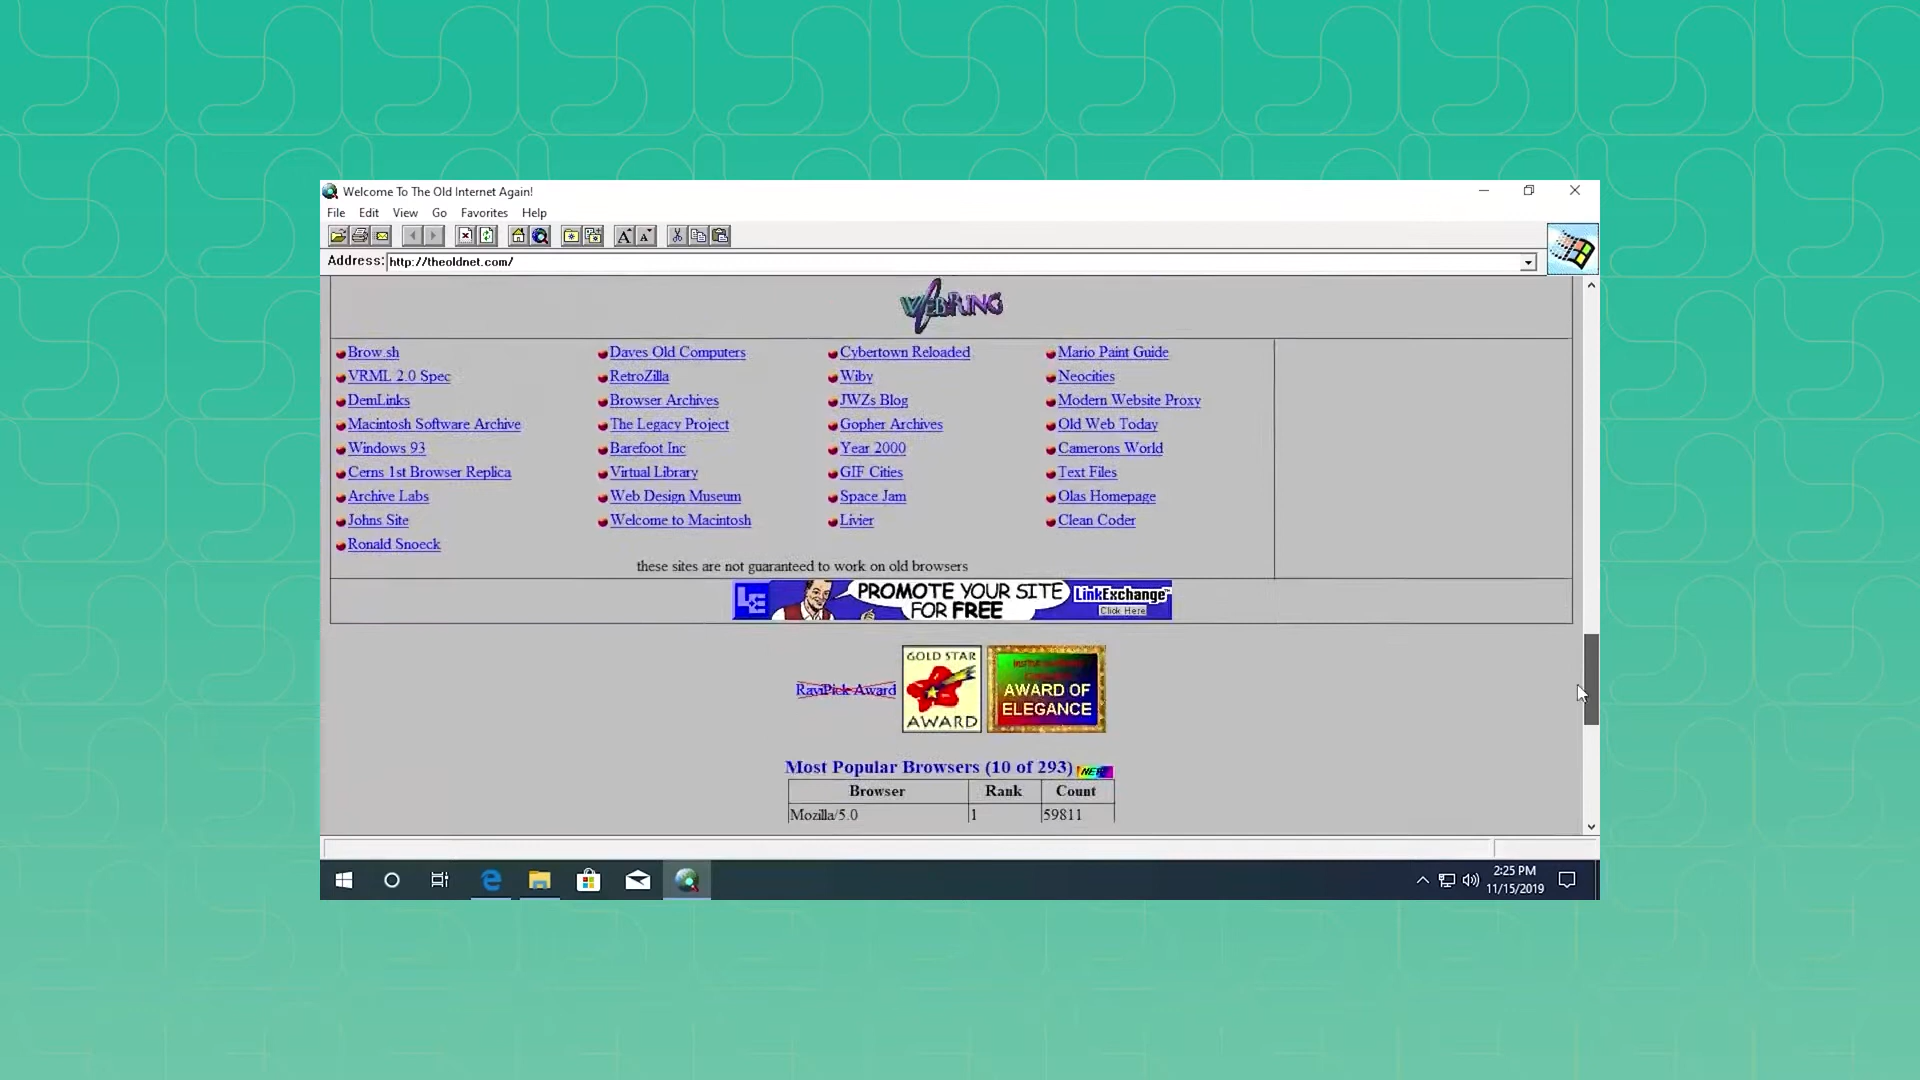 Welcome To The Old Internet Again!
File Edit View Go Favorites Help
Address: http://theoldnet.com/
WEBRING
Brow.sh Daves Old Computers Cybertown Reloaded Mario Paint Guide
VRML 2.0 Spec RetroZilla Wiby Neocities
DemLinks Browser Archives JWZs Blog Modern Website Proxy
Macintosh Software Archive The Legacy Project Gopher Archives Old Web Today
Windows 93 Barefoot Inc Year 2000 Camerons World
Cerns 1st Browser Replica Virtual Library GIF Cities Text Files
Archive Labs Web Design Museum Space Jam Olas Homepage
Johns Site Welcome to Macintosh Livier Clean Coder
Ronald Snoeck
these sites are not guaranteed to work on old browsers
LE PROMOTE YOUR SITE FOR FREE LinkExchange Click Here
RaviPick Award
GOLD STAR
AWARD
AWARD OF
ELEGANCE
Most Popular Browsers (10 of 293) NEW
Browser Rank Count
Mozilla/5.0 1 59811
2:25 PM
11/15/2019